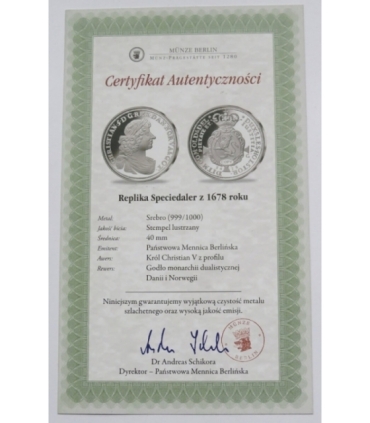 MÜNZE BERLIN
Certyfikat Autentyczności
Replika Speciedaler z 1678 roku
Metal: Srebro (999/1000)
Jakość bicia: Stempel lustrzany
Średnica: 40 mm
Emitent: Państwowa Mennica Berlińska
Awers: Król Christian V z profilu
Rewers: Godło monarchii dualistycznej
Danii i Norwegii
Niniejszym gwarantujemy wyjątkową czystość metalu
szlachetnego oraz wysoką jakość emisji.
MÜNZE
BERLIN
Dr Andreas Schikora
Dyrektor – Państwowa Mennica Berlińska